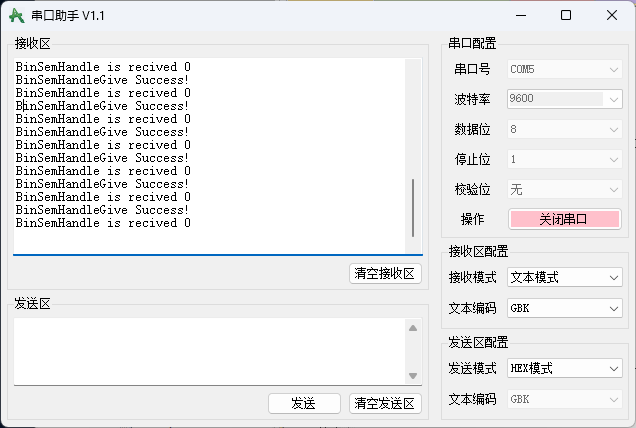 串口助手 V1.1
接收区
BinSemHandle is recived 0
BinSemHandleGive Success!
BinSemHandle is recived 0
BinSemHandleGive Success!
BinSemHandle is recived 0
BinSemHandleGive Success!
BinSemHandle is recived 0
BinSemHandleGive Success!
BinSemHandle is recived 0
BinSemHandleGive Success!
BinSemHandle is recived 0
BinSemHandleGive Success!
BinSemHandle is recived 0
清空接收区
发送区
发送
清空发送区
串口配置
串口号 COM5
波特率 9600
数据位 8
停止位 1
校验位 无
操作 关闭串口
接收区配置
接收模式 文本模式
文本编码 GBK
发送区配置
发送模式 HEX模式
文本编码 GBK